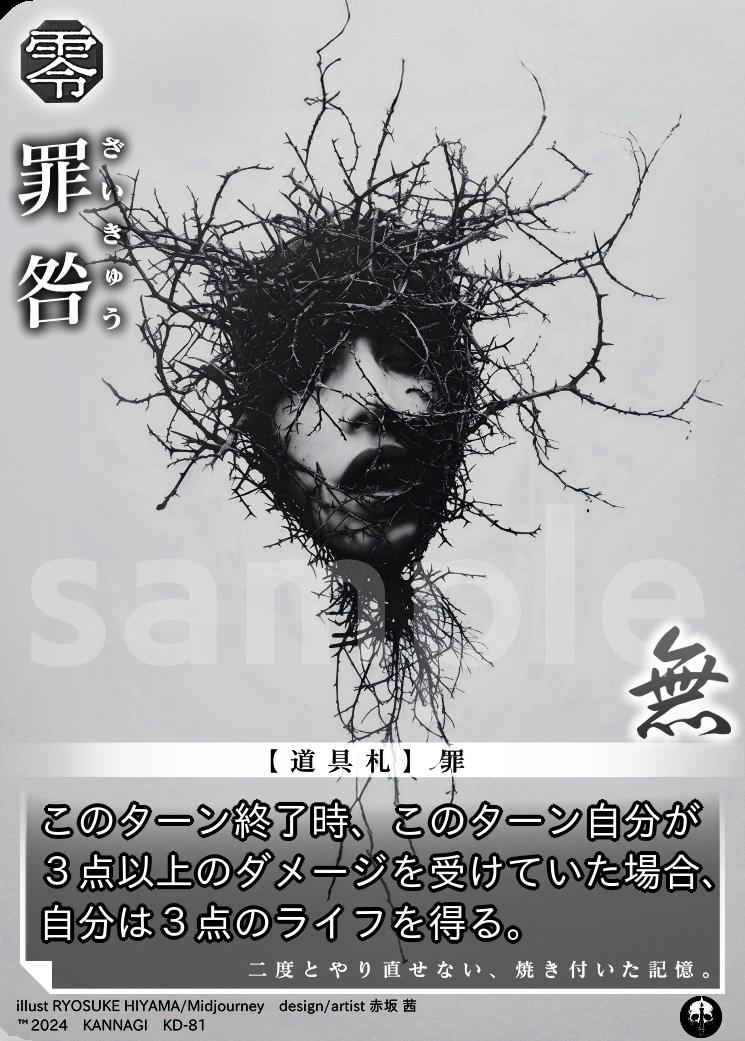 零
罪咎
ざいきゅう
sample
無
【道具札】罪
このターン終了時、このターン自分が
３点以上のダメージを受けていた場合、
自分は３点のライフを得る。
二度とやり直せない、焼き付いた記憶。
illust RYOSUKE HIYAMA/Midjourney design/artist 赤坂 茜
™2024 KANNAGI KD-81